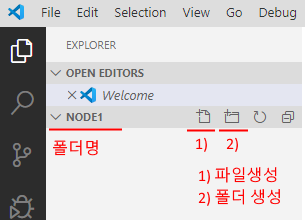 File Edit Selection View Go Debug
EXPLORER
OPEN EDITORS
Welcome
NODE1
폴더명
1) 2)
1) 파일생성
2) 폴더 생성